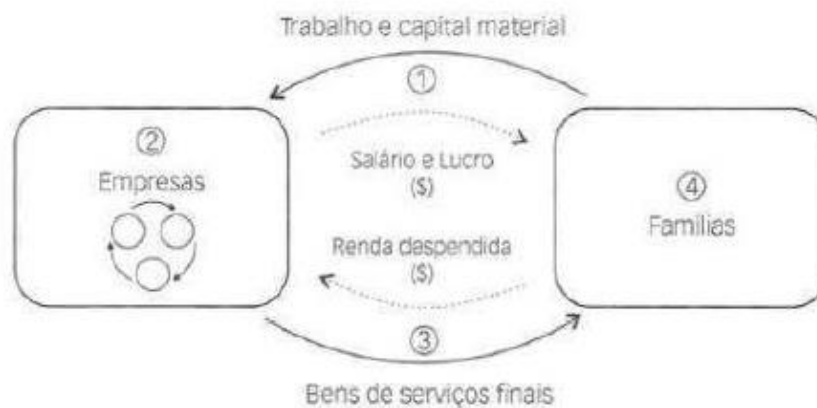 Trabalho e capital material
①
②
Empresas
Salário e Lucro
($)
④
Famílias
Renda despendida
($)
③
Bens de serviços finais